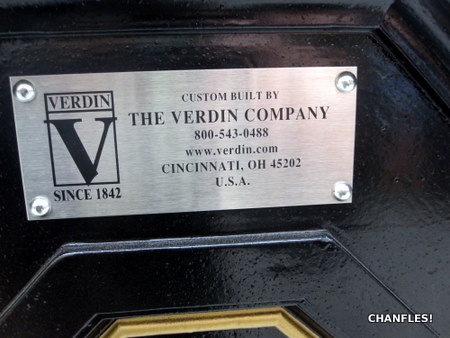 VERDIN
V
SINCE 1842
CUSTOM BUILT BY
THE VERDIN COMPANY
800-543-0488
www.verdin.com
CINCINNATI, OH 45202
U.S.A.
CHANFLES!